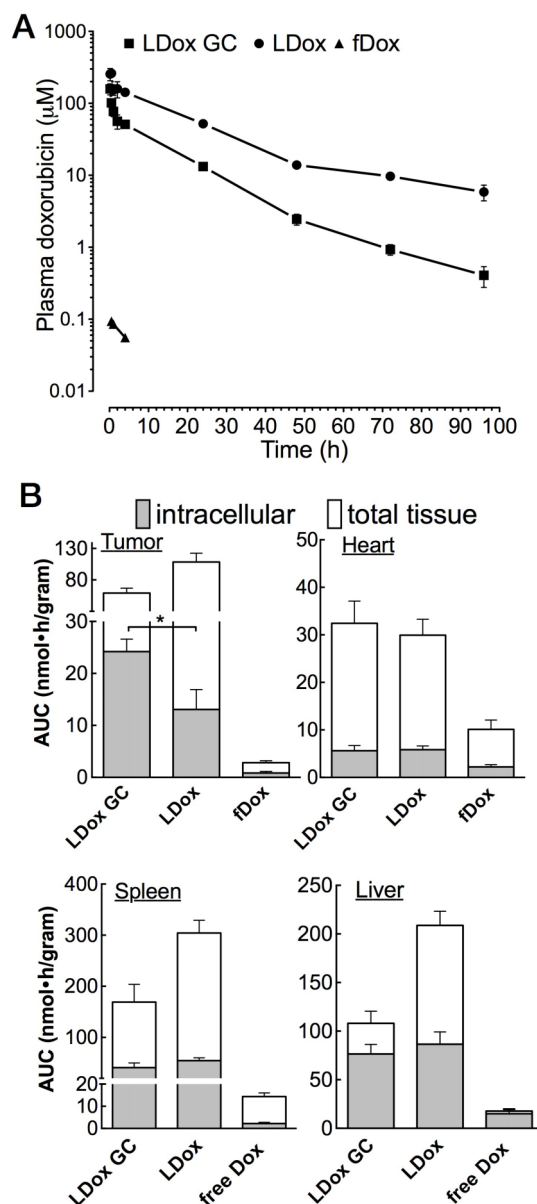 A
LDox GC LDox fDox
Plasma doxorubicin (µM)
1000
100
10
1
0.1
0.01
0 10 20 30 40 50 60 70 80 90 100
Time (h)
B
intracellular total tissue
Tumor
AUC (nmol•h/gram)
130
80
30
20
10
0
*
LDox GC LDox fDox
Heart
50
40
30
20
10
0
LDox GC LDox fDox
Spleen
AUC (nmol•h/gram)
400
300
200
100
20
10
0
LDox GC LDox free Dox
Liver
250
200
150
100
50
0
LDox GC LDox free Dox